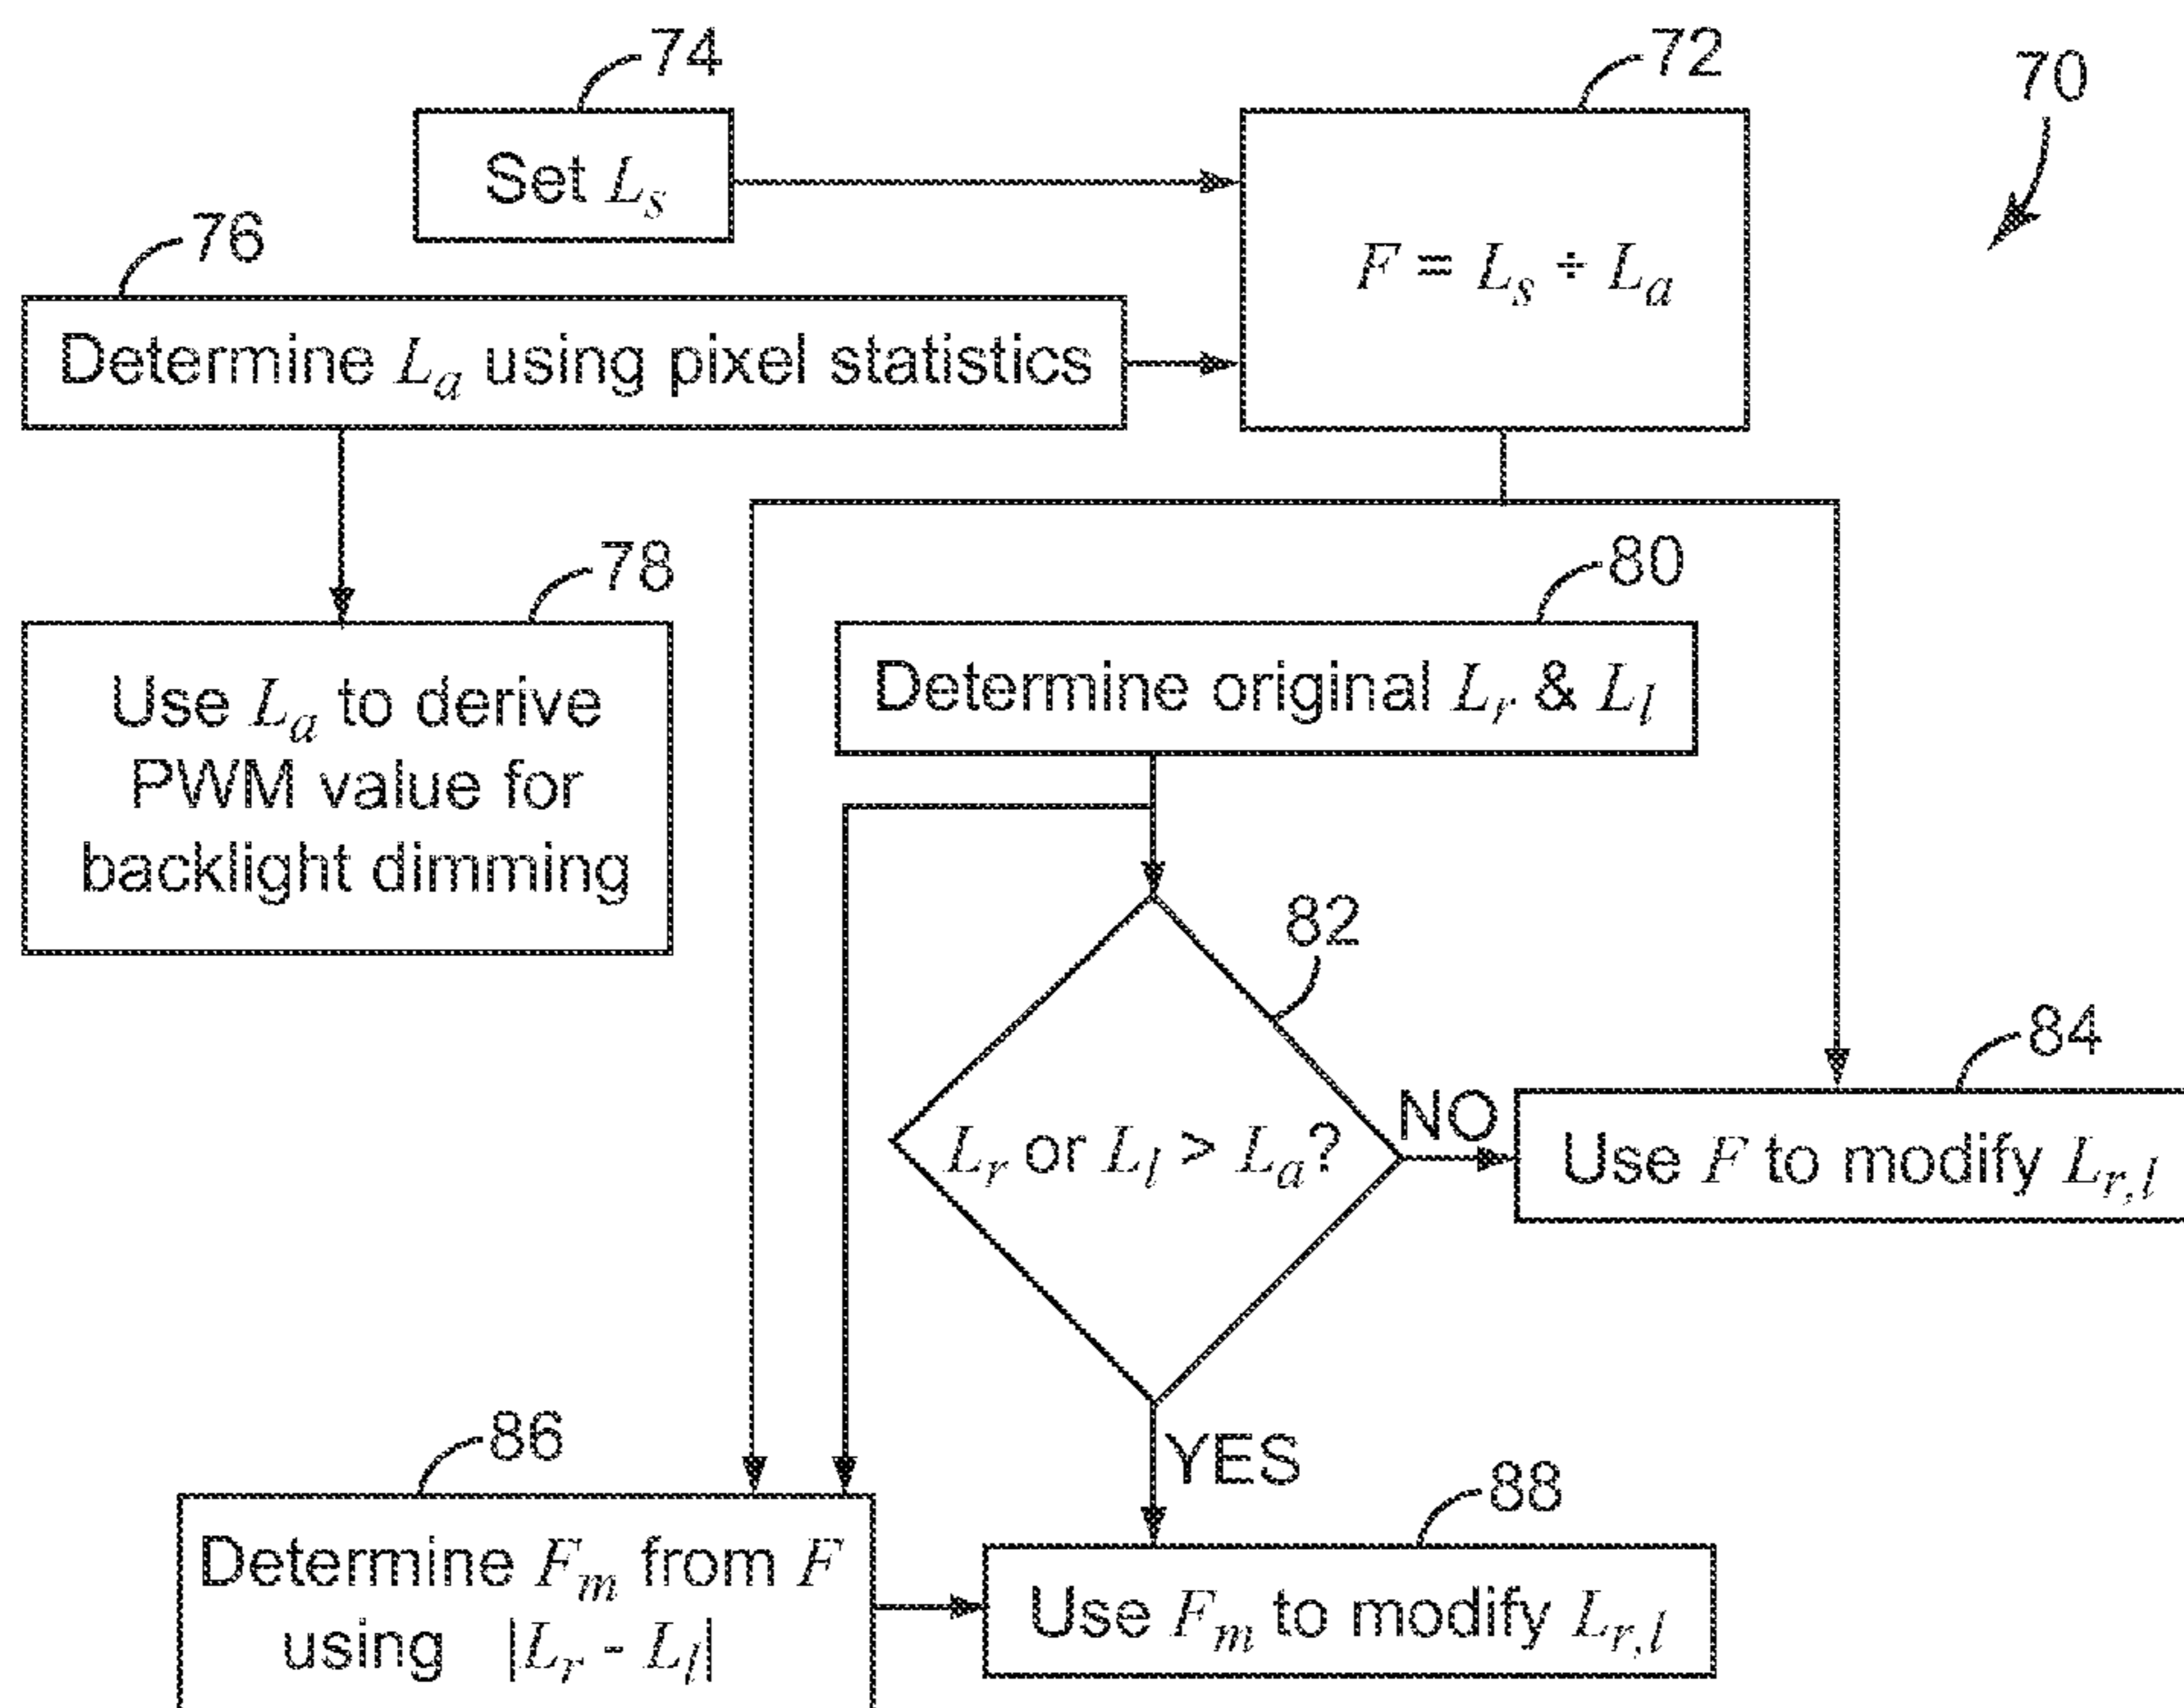 74
72
70
Set Ls
76
F = Ls ÷ La
Determine La using pixel statistics
78
80
Use La to derive
PWM value for
backlight dimming
Determine original Lr & Ll
82
84
Lr or Ll > La?
NO
Use F to modify Lr,l
86
YES
88
Determine Fm from F
using |Lr - Ll|
Use Fm to modify Lr,l